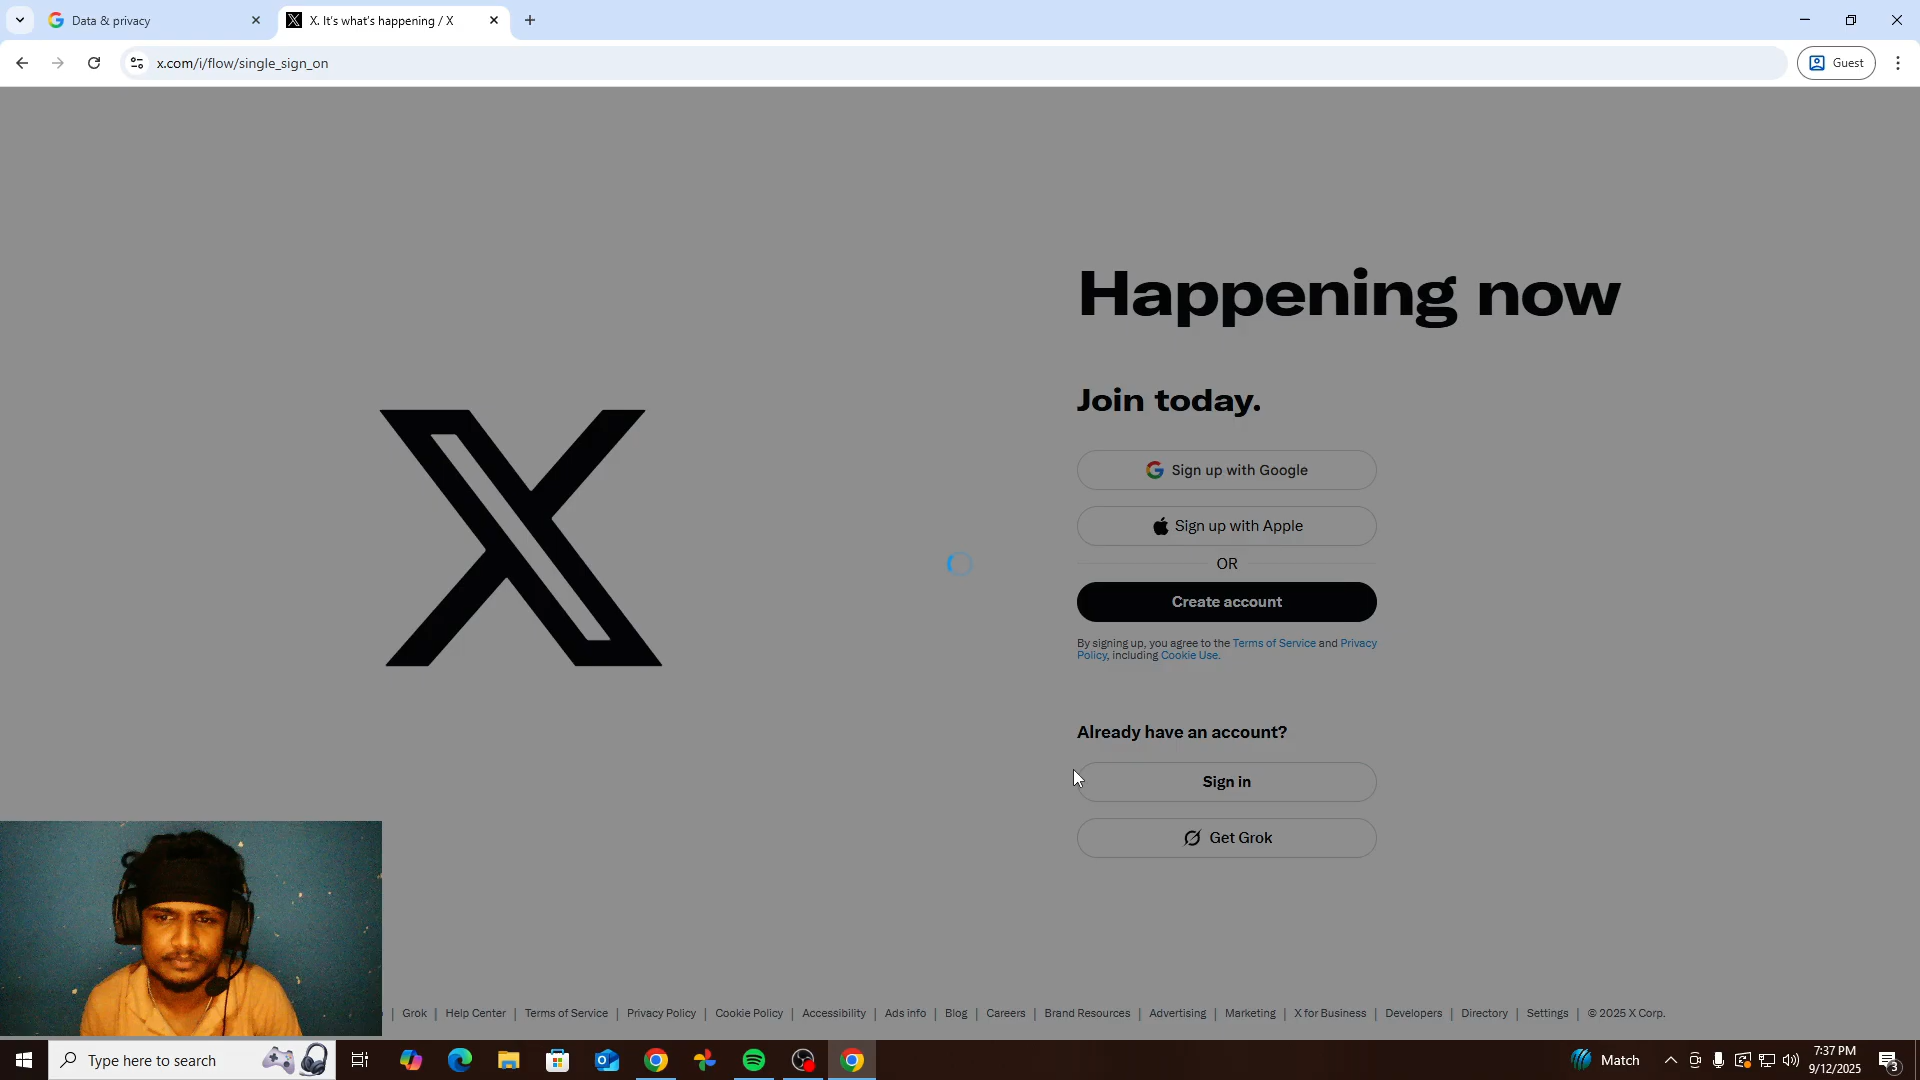 Data & privacy
X. It's what's happening / X
x.com/i/flow/single_sign_on
Guest
Happening now
Join today.
Sign up with Google
Sign up with Apple
OR
Create account
By signing up, you agree to the Terms of Service and Privacy
Policy, including Cookie Use.
Already have an account?
Sign in
Get Grok
Grok | Help Center | Terms of Service | Privacy Policy | Cookie Policy | Accessibility | Ads info | Blog | Careers | Brand Resources | Advertising | Marketing | X for Business | Developers | Directory | Settings | © 2025 X Corp.
Type here to search
Match
7:37 PM
9/12/2025
3